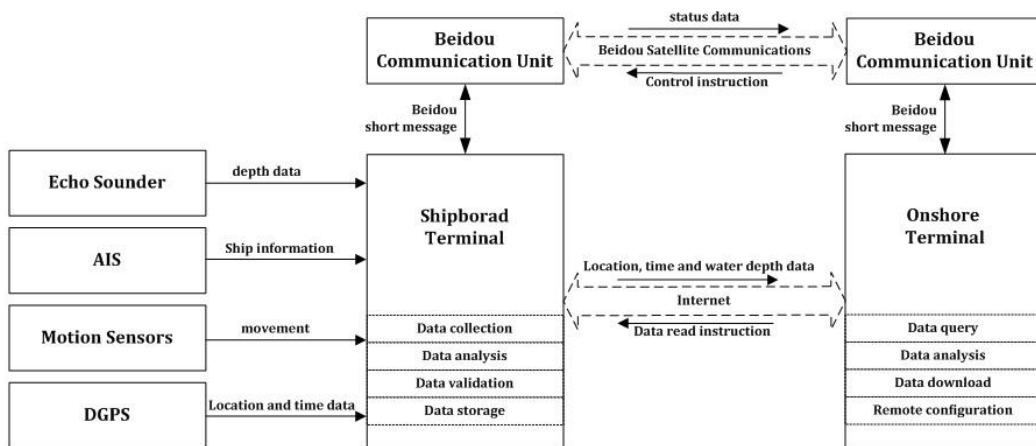 Beidou
Communication Unit
status data
Beidou Satellite Communications
Control instruction
Beidou
Communication Unit
Beidou
short message
Beidou
short message
Echo Sounder
depth data
AIS
Ship information
Motion Sensors
movement
DGPS
Location and time data
Shipborad
Terminal
Data collection
Data analysis
Data validation
Data storage
Location, time and water depth data
Internet
Data read instruction
Onshore
Terminal
Data query
Data analysis
Data download
Remote configuration